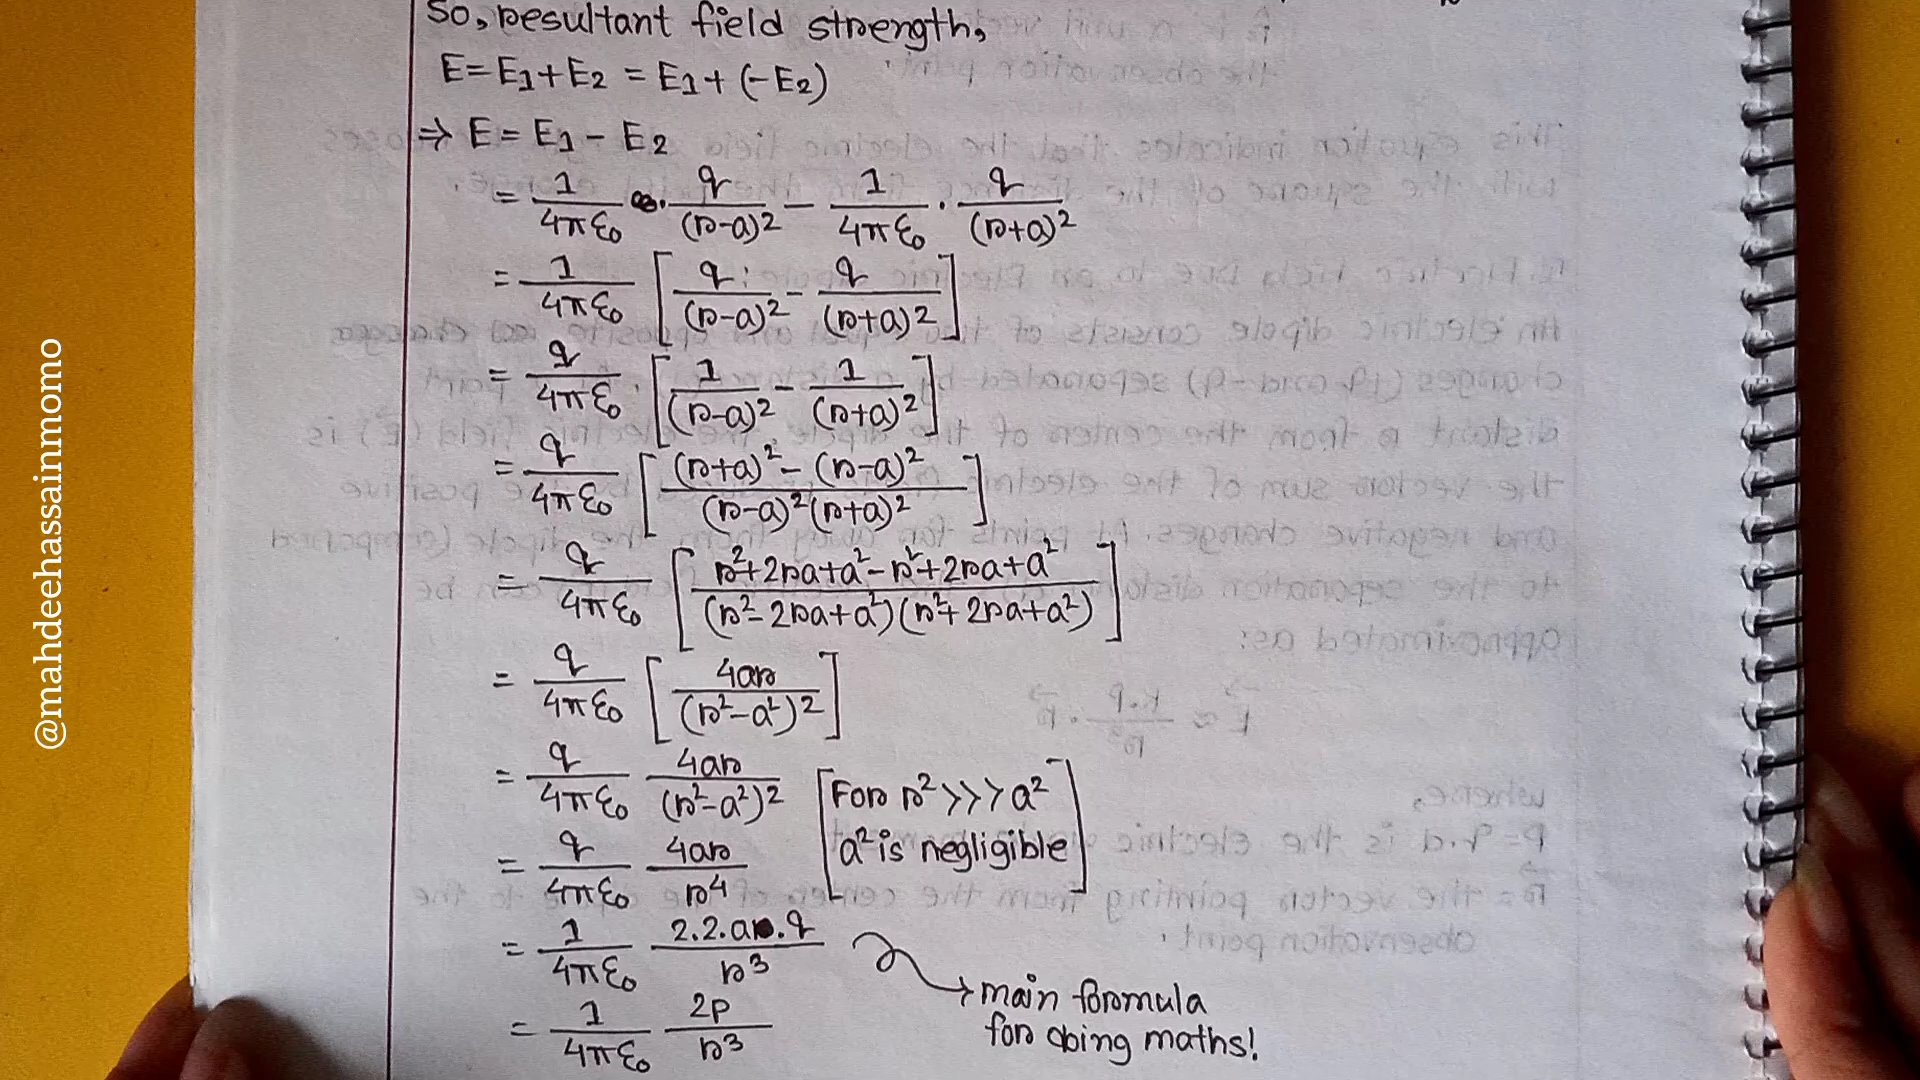 So, resultant field strength,
E=E₁+E₂ = E₁+(-E₂)
⇒ E= E₁ - E₂
= 1/4πε₀ . q/(r-a)² - 1/4πε₀ . q/(r+a)²
= 1/4πε₀ [q/(r-a)² - q/(r+a)²]
= q/4πε₀ . [1/(r-a)² - 1/(r+a)²]
= q/4πε₀ [(r+a)² - (r-a)²/(r-a)²(r+a)²]
= q/4πε₀ [r²+2ra+a²-r²+2ra+a²/(r²-2ra+a²)(r²+2ra+a²)]
= q/4πε₀ [4ar/(r²-a²)²]
= q/4πε₀ 4ar/(r²-a²)² [For r²>>>a²
a² is negligible]
= q/4πε₀ 4ar/r⁴
= 1/4πε₀ 2.2.a.q/r³
→ main formula
for doing maths!
= 1/4πε₀ 2p/r³
@mahdeehassainmomo